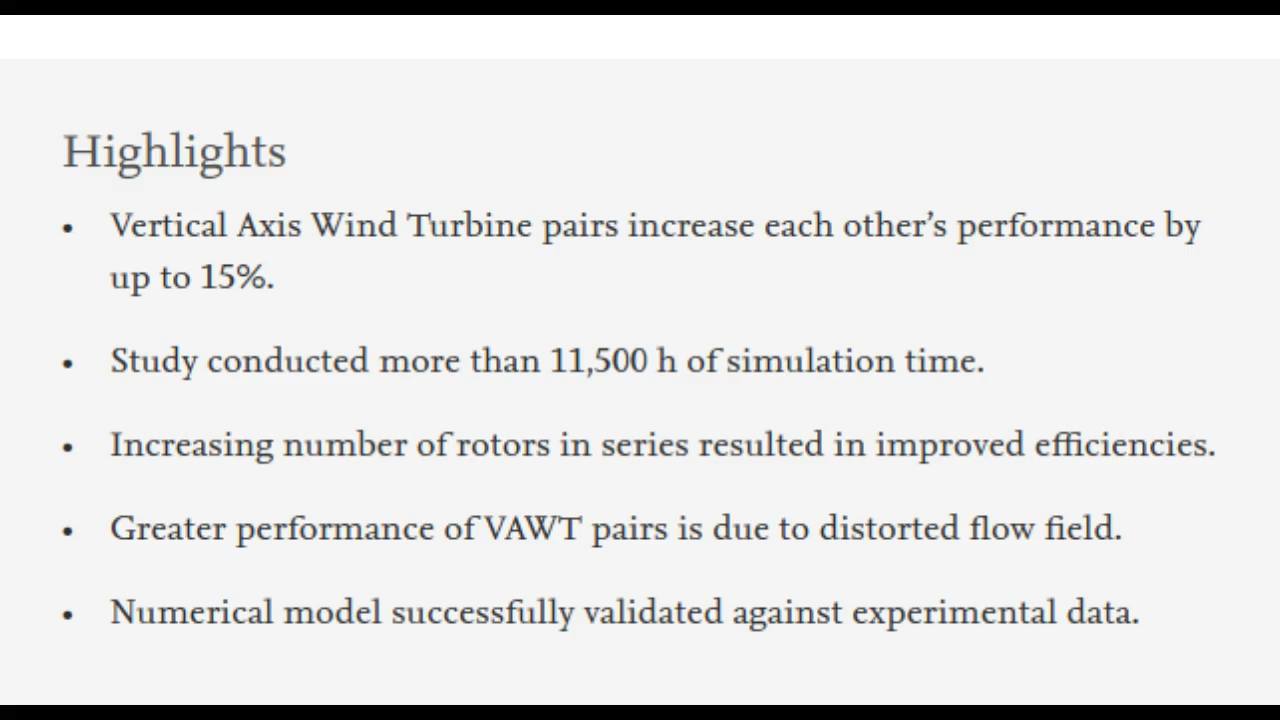 Highlights
• Vertical Axis Wind Turbine pairs increase each other’s performance by
up to 15%.
• Study conducted more than 11,500 h of simulation time.
• Increasing number of rotors in series resulted in improved efficiencies.
• Greater performance of VAWT pairs is due to distorted flow field.
• Numerical model successfully validated against experimental data.